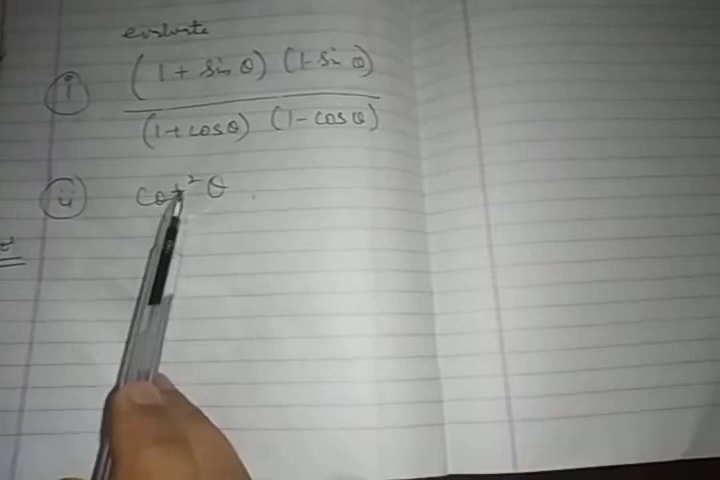 evaluate
(i) (1 + sin θ) (1 - sin θ)
(1 + cos θ) (1 - cos θ)
(ii) cot² θ